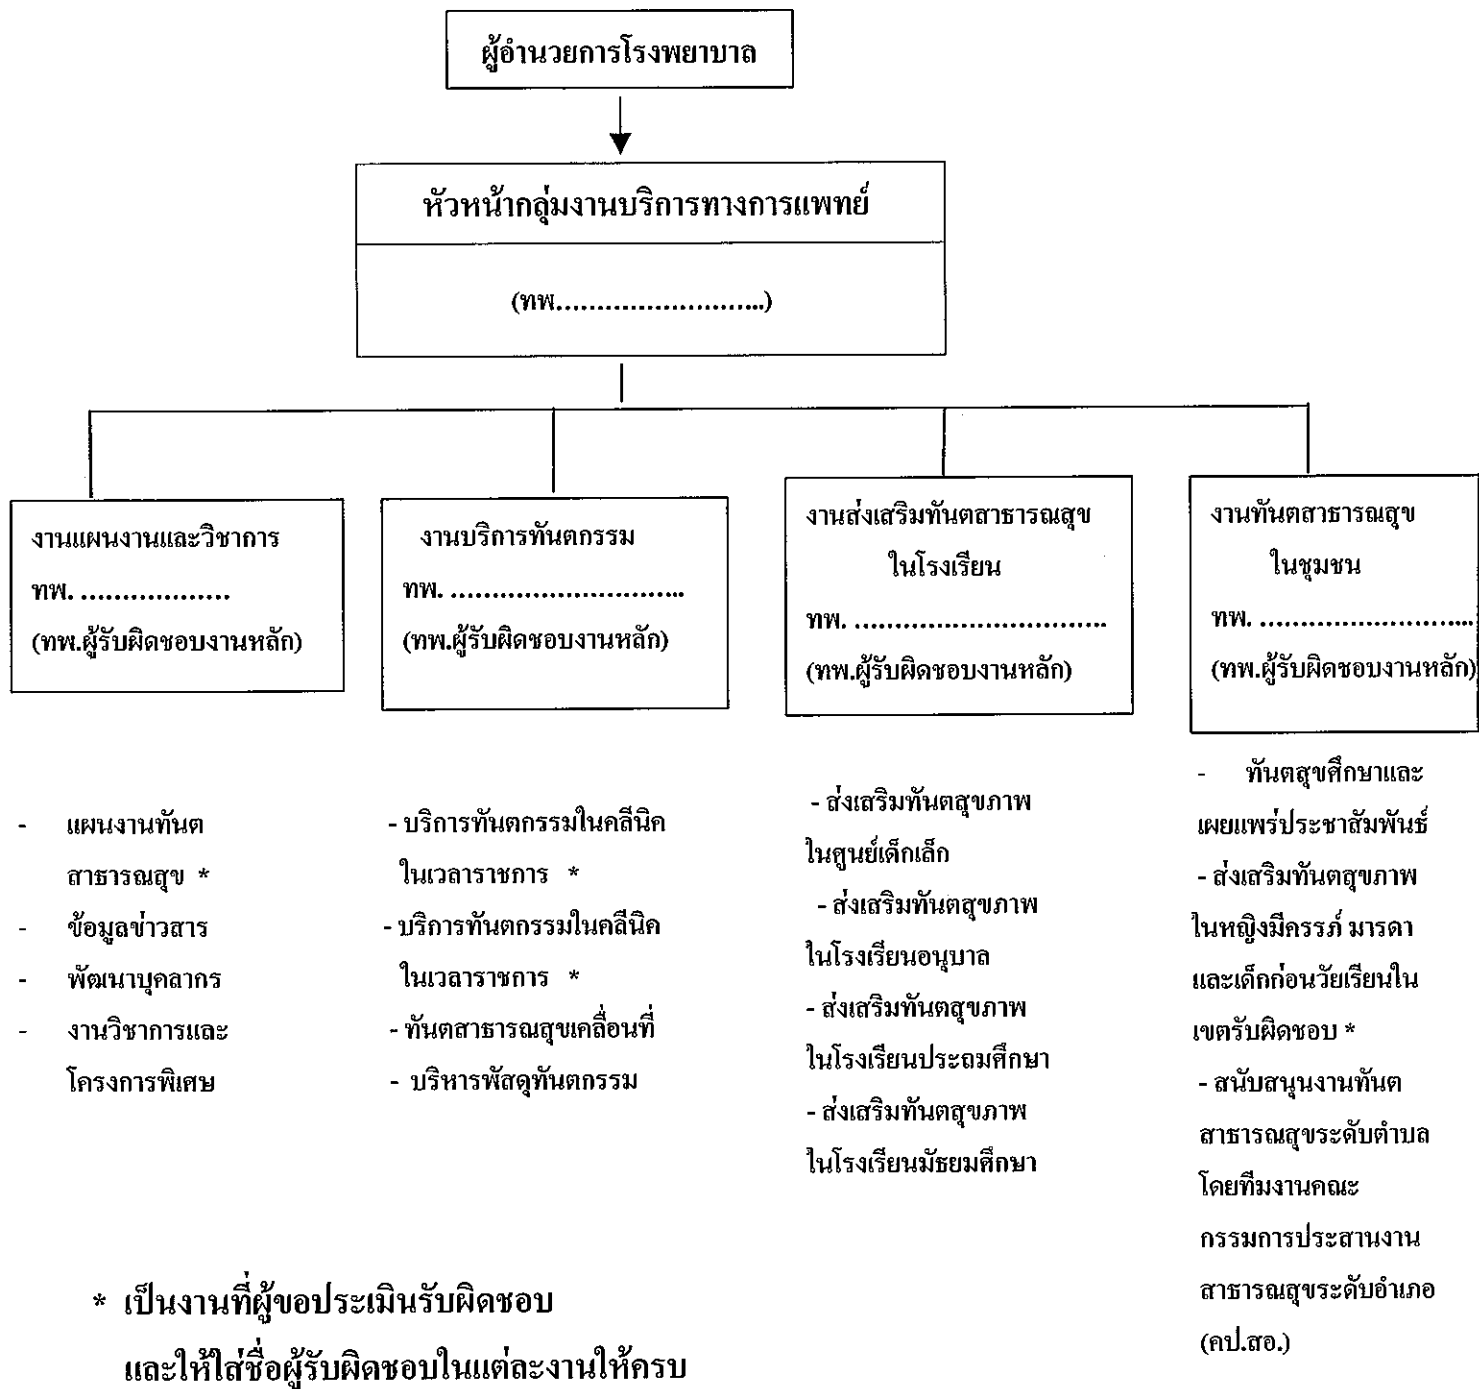 ผู้อำนวยการโรงพยาบาล
หัวหน้ากลุ่มงานบริการทางการแพทย์
(ทพ..........................)
งานแผนงานและวิชาการ
ทพ. ..................
(ทพ.ผู้รับผิดชอบงานหลัก)
- แผนงานทันต
สาธารณสุข *
- ข้อมูลข่าวสาร
- พัฒนาบุคลากร
- งานวิชาการและ
โครงการพิเศษ
งานบริการทันตกรรม
ทพ. ............................
(ทพ.ผู้รับผิดชอบงานหลัก)
- บริการทันตกรรมในคลีนิค
ในเวลาราชการ *
- บริการทันตกรรมในคลีนิค
ในเวลาราชการ *
- ทันตสาธารณสุขเคลื่อนที่
- บริหารพัสดุทันตกรรม
งานส่งเสริมทันตสาธารณสุข
ในโรงเรียน
ทพ. ..............................
(ทพ.ผู้รับผิดชอบงานหลัก)
- ส่งเสริมทันตสุขภาพ
ในศูนย์เด็กเล็ก
- ส่งเสริมทันตสุขภาพ
ในโรงเรียนอนุบาล
- ส่งเสริมทันตสุขภาพ
ในโรงเรียนประถมศึกษา
- ส่งเสริมทันตสุขภาพ
ในโรงเรียนมัธยมศึกษา
งานทันตสาธารณสุข
ในชุมชน
ทพ. ..........................
(ทพ.ผู้รับผิดชอบงานหลัก)
- ทันตสุขศึกษาและ
เผยแพร่ประชาสัมพันธ์
- ส่งเสริมทันตสุขภาพ
ในหญิงมีครรภ์ มารดา
และเด็กก่อนวัยเรียนใน
เขตรับผิดชอบ *
- สนับสนุนงานทันต
สาธารณสุขระดับตำบล
โดยทีมงานคณะ
กรรมการประสานงาน
สาธารณสุขระดับอำเภอ
(คป.สอ.)
* เป็นงานที่ผู้ขอประเมินรับผิดชอบ
และให้ใส่ชื่อผู้รับผิดชอบในแต่ละงานให้ครบ